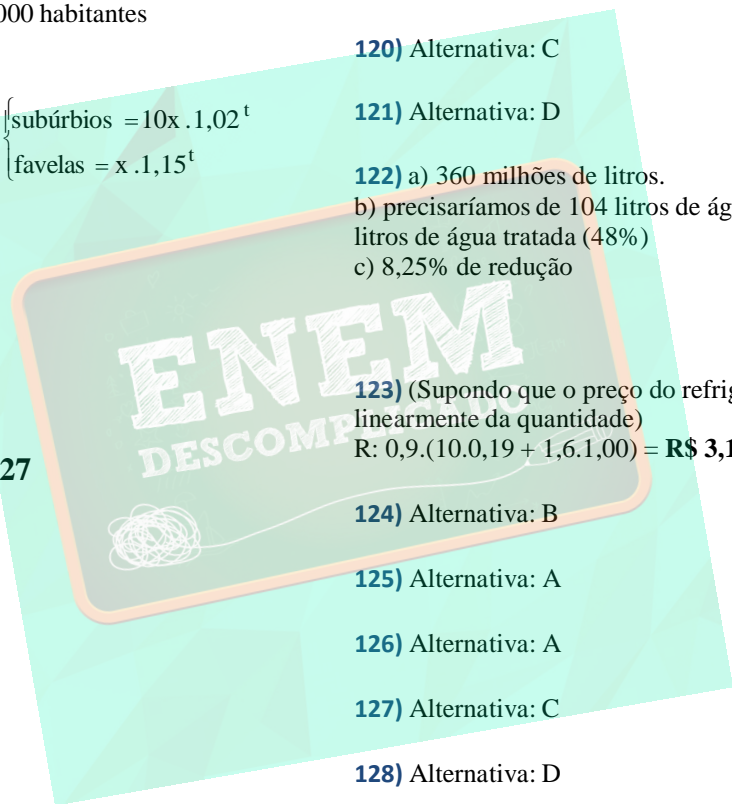 000 habitantes
subúrbios = 10x . 1,02^t
favelas = x . 1,15^t
27
120) Alternativa: C
121) Alternativa: D
122) a) 360 milhões de litros.
b) precisaríamos de 104 litros de
litros de água tratada (48%)
c) 8,25% de redução
123) (Supondo que o preço do
linearmente da quantidade)
R: 0,9.(10.0,19 + 1,6.1,00) = R$ 3,1
124) Alternativa: B
125) Alternativa: A
126) Alternativa: A
127) Alternativa: C
128) Alternativa: D
ENEM
DESCOMPLICADO